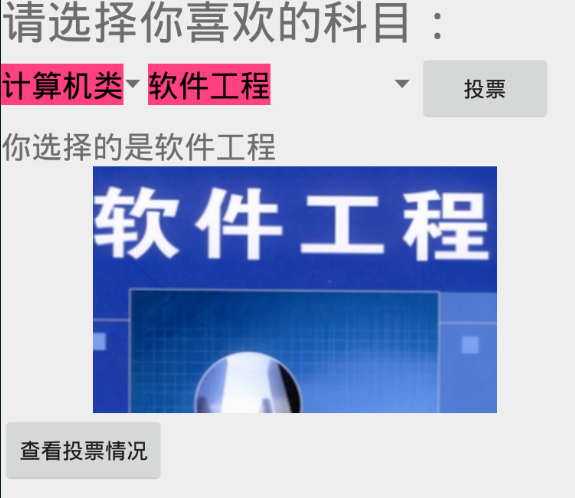 请选择你喜欢的科目：
计算机类 软件工程 投票
你选择的是软件工程
软件工程
查看投票情况